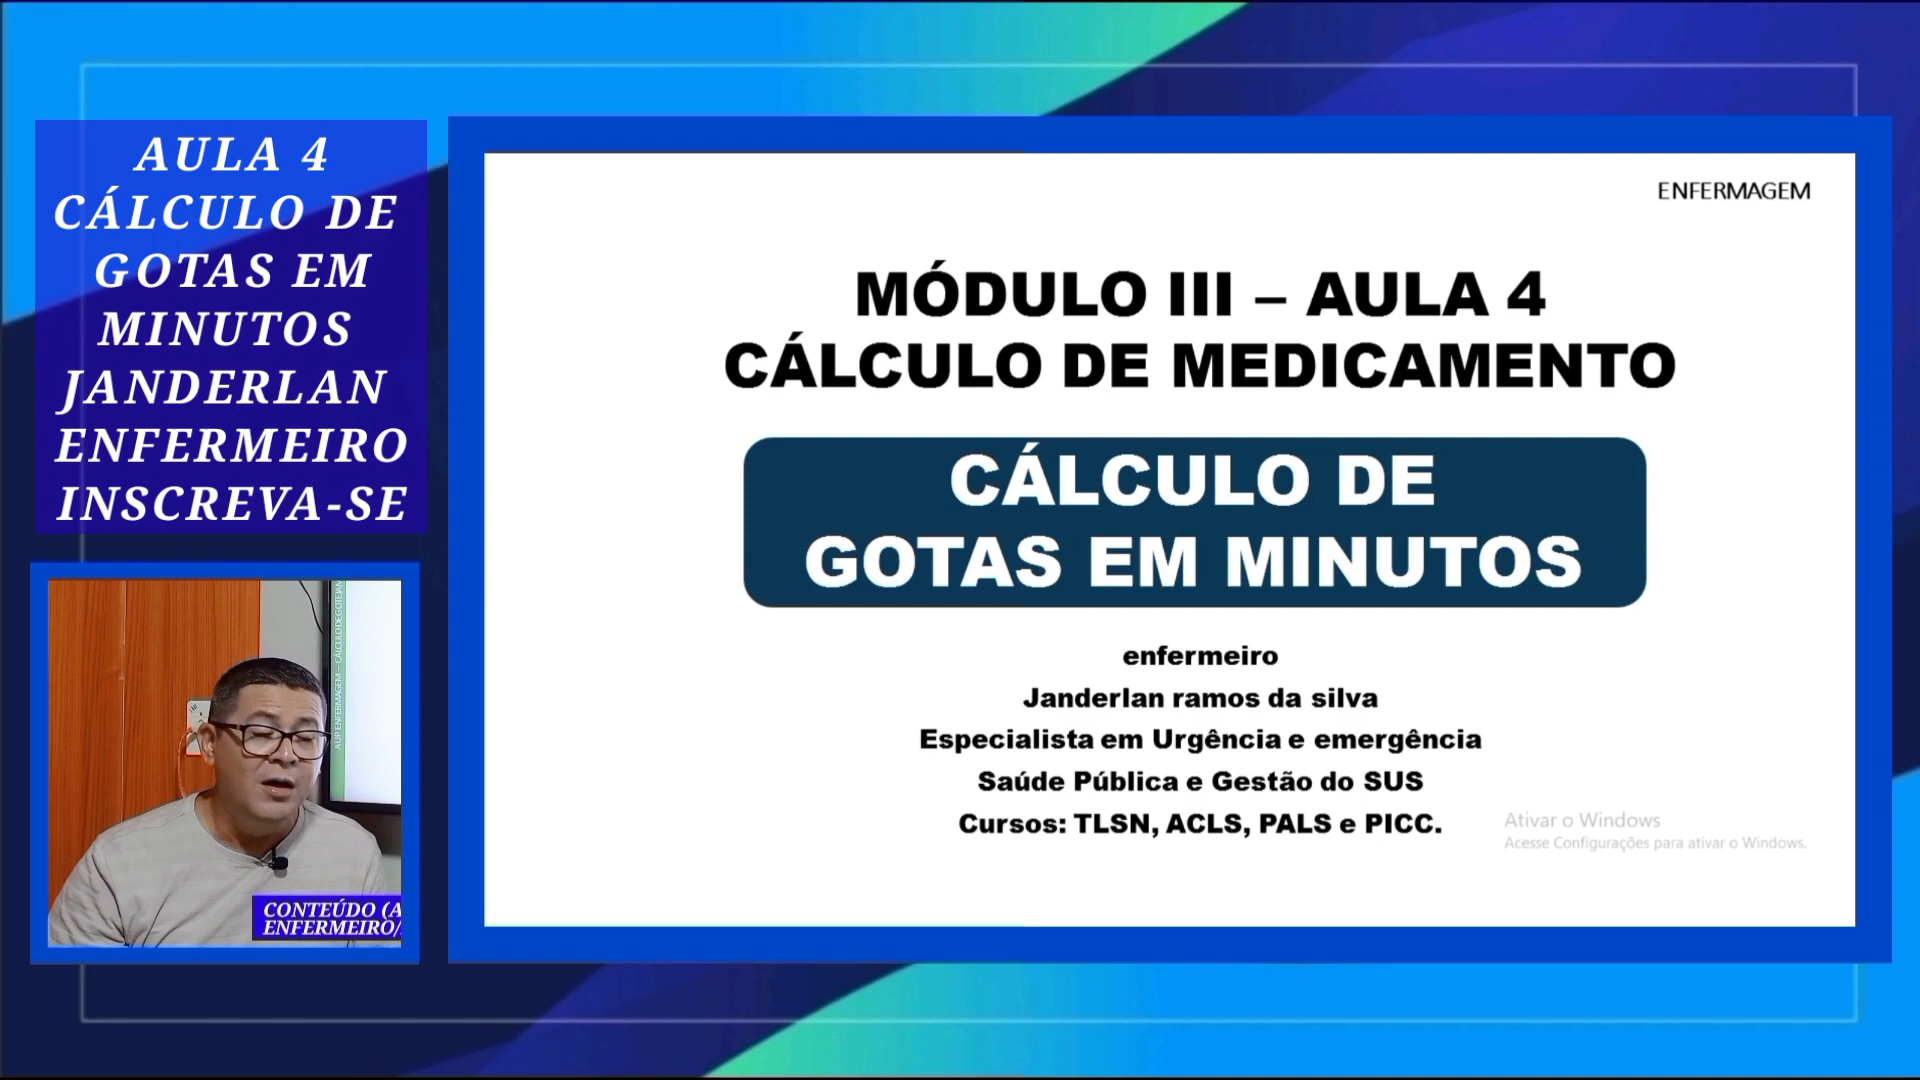 AULA 4
CÁLCULO DE
GOTAS EM
MINUTOS
JANDERLAN
ENFERMEIRO
INSCREVA-SE
ENFERMAGEM
MÓDULO III – AULA 4
CÁLCULO DE MEDICAMENTO
CÁLCULO DE
GOTAS EM MINUTOS
enfermeiro
Janderlan ramos da silva
Especialista em Urgência e emergência
Saúde Pública e Gestão do SUS
Cursos: TLSN, ACLS, PALS e PICC.
Ativar o Windows
Acesse Configurações para ativar o Windows.
CONTEÚDO (A
ENFERMEIRO/